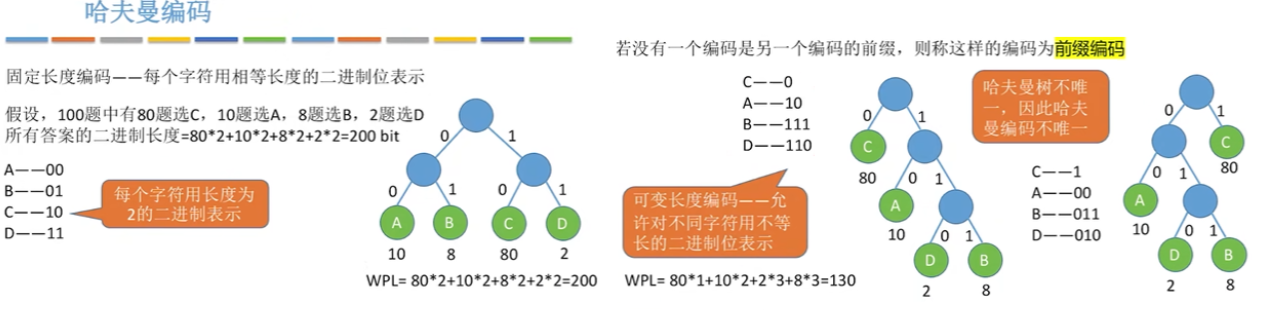 哈夫曼编码
固定长度编码——每个字符用相等长度的二进制位表示
假设，100题中有80题选C，10题选A，8题选B，2题选D
所有答案的二进制长度=80*2+10*2+8*2+2*2=200 bit
A——00
B——01
C——10
D——11
每个字符用长度为
2的二进制表示
0 1
0 1 0 1
A B C D
10 8 80 2
WPL= 80*2+10*2+8*2+2*2=200
若没有一个编码是另一个编码的前缀，则称这样的编码为前缀编码
C——0
A——10
B——111
D——110
可变长度编码——允
许对不同字符用不等
长的二进制位表示
WPL= 80*1+10*2+2*3+8*3=130
0 1
C
80 0 1
A
10 0 1
D B
2 8
哈夫曼树不唯
一，因此哈夫
曼编码不唯一
C——1
A——00
B——011
D——010
0 1
C
0 1 80
A
10 0 1
D B
2 8